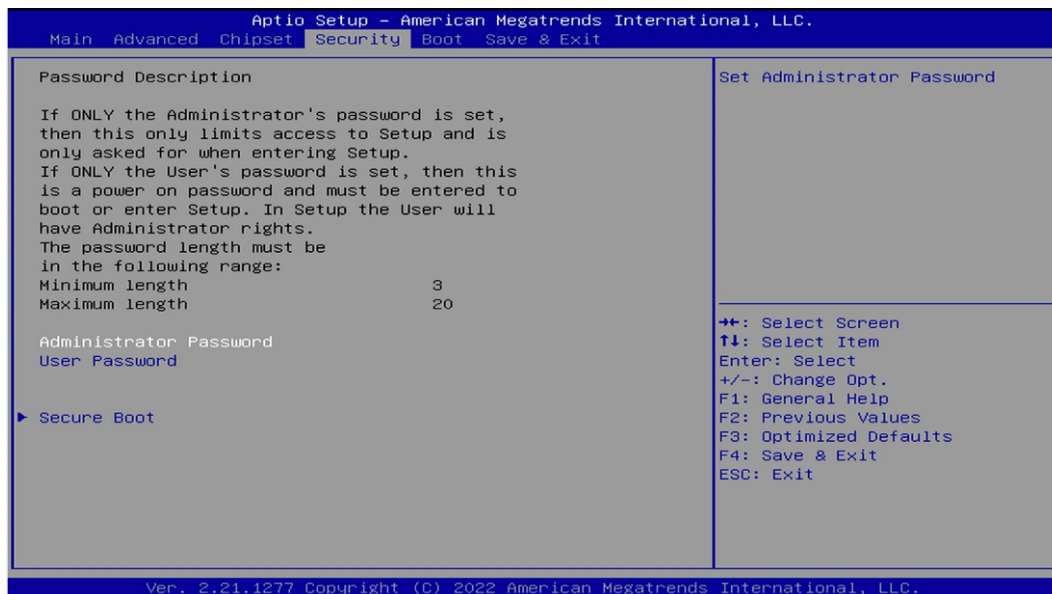 Aptio Setup – American Megatrends International, LLC.
Main Advanced Chipset Security Boot Save & Exit
Password Description
If ONLY the Administrator's password is set,
then this only limits access to Setup and is
only asked for when entering Setup.
If ONLY the User's password is set, then this
is a power on password and must be entered to
boot or enter Setup. In Setup the User will
have Administrator rights.
The password length must be
in the following range:
Minimum length 3
Maximum length 20
Administrator Password
User Password
► Secure Boot
Set Administrator Password
→←: Select Screen
↑↓: Select Item
Enter: Select
+/-: Change Opt.
F1: General Help
F2: Previous Values
F3: Optimized Defaults
F4: Save & Exit
ESC: Exit
Ver. 2.21.1277 Copyright (C) 2022 American Megatrends International, LLC.